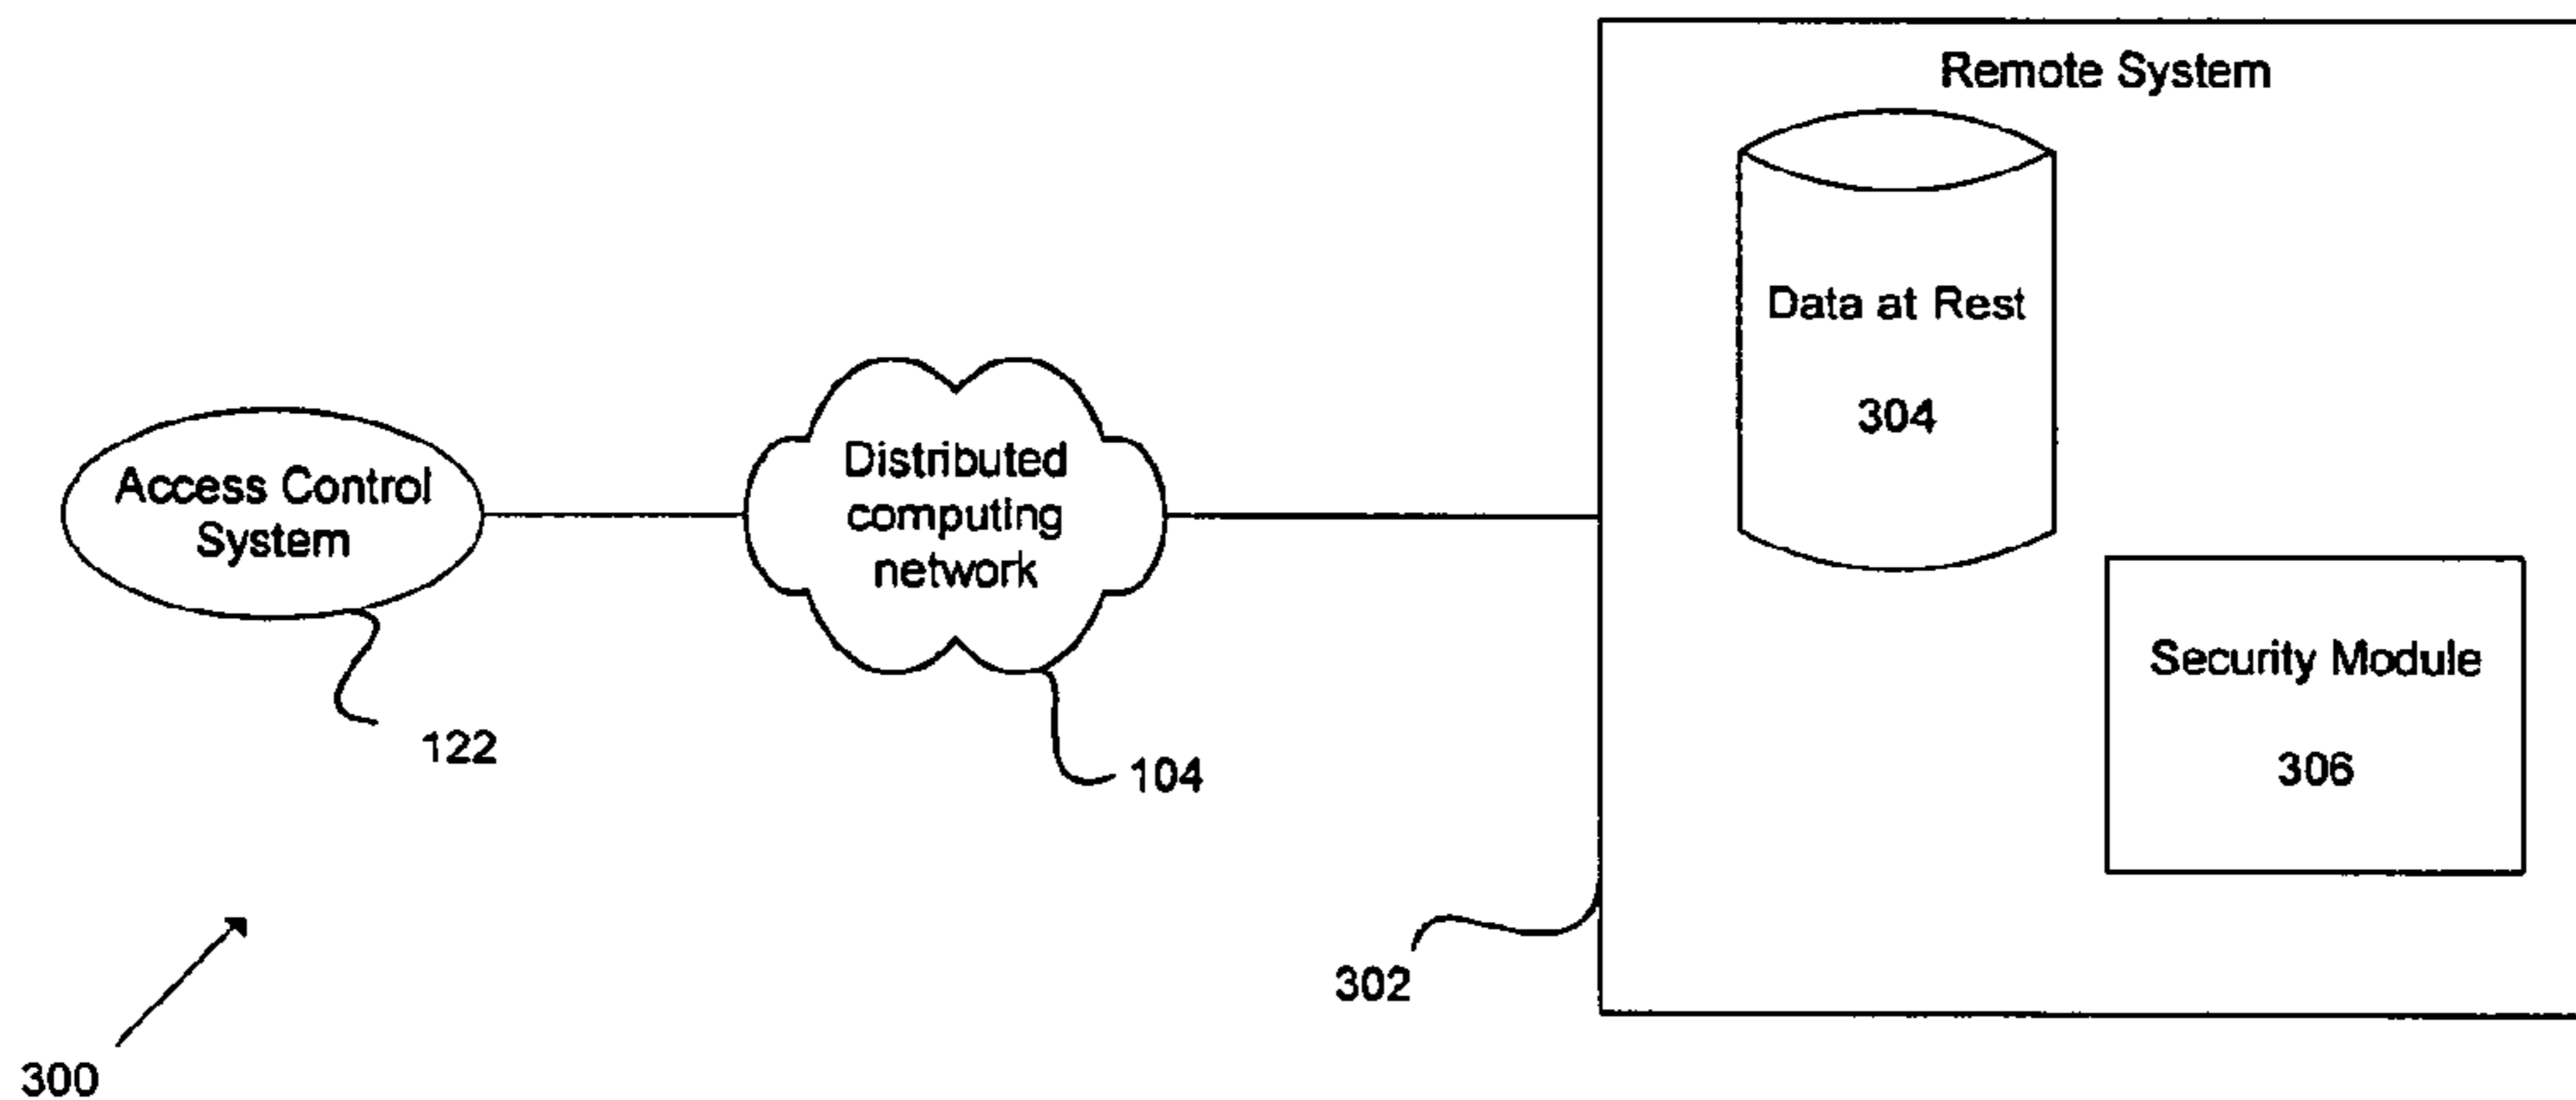 Remote System
Data at Rest
304
Access Control
System
Distributed
computing
network
Security Module
306
122
104
302
300